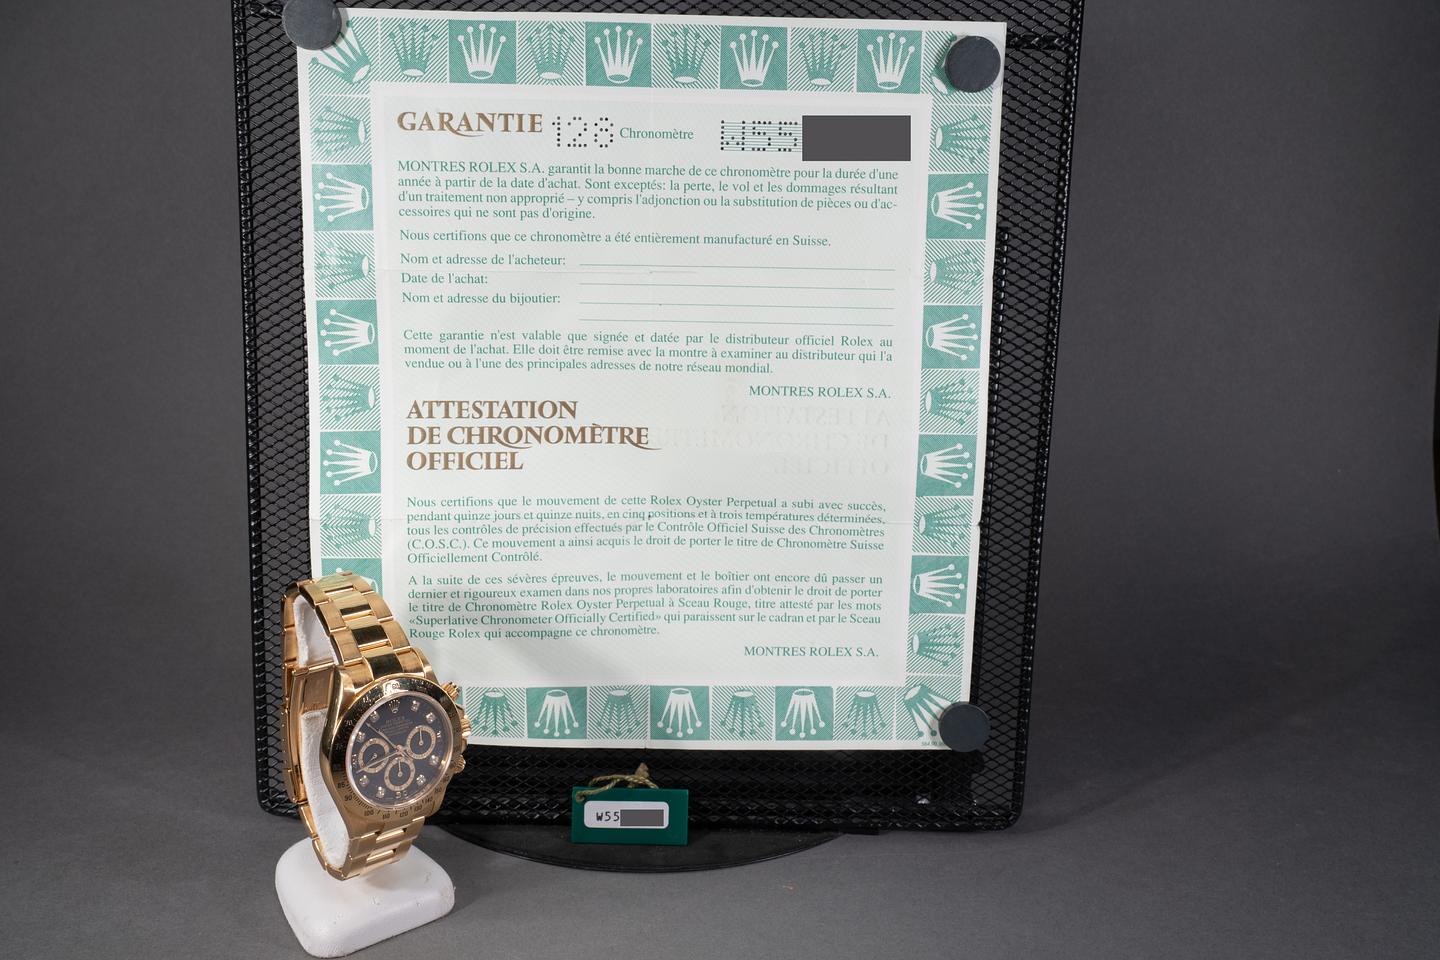 GARANTIE 128 Chronomètre W55
MONTRES ROLEX S.A. garantit la bonne marche de ce chronomètre pour la durée d'une
année à partir de la date d'achat. Sont exceptés: la perte, le vol et les dommages résultant
d'un traitement non approprié – y compris l'adjonction ou la substitution de pièces ou d'ac-
cessoires qui ne sont pas d'origine.
Nous certifions que ce chronomètre a été entièrement manufacturé en Suisse.
Nom et adresse de l'acheteur:
Date de l'achat:
Nom et adresse du bijoutier:
Cette garantie n'est valable que signée et datée par le distributeur officiel Rolex au
moment de l'achat. Elle doit être remise avec la montre à examiner au distributeur qui l'a
vendue ou à l'une des principales adresses de notre réseau mondial.
MONTRES ROLEX S.A.
ATTESTATION
DE CHRONOMÈTRE
OFFICIEL
Nous certifions que le mouvement de cette Rolex Oyster Perpetual a subi avec succès,
pendant quinze jours et quinze nuits, en cinq positions et à trois températures déterminées,
tous les contrôles de précision effectués par le Contrôle Officiel Suisse des Chronomètres
(C.O.S.C.). Ce mouvement a ainsi acquis le droit de porter le titre de Chronomètre Suisse
Officiellement Contrôlé.
A la suite de ces sévères épreuves, le mouvement et le boîtier ont encore dû passer un
dernier et rigoureux examen dans nos propres laboratoires afin d'obtenir le droit de porter
le titre de Chronomètre Rolex Oyster Perpetual à Sceau Rouge, titre attesté par les mots
«Superlative Chronometer Officially Certified» qui paraissent sur le cadran et par le Sceau
Rouge Rolex qui accompagne ce chronomètre.
MONTRES ROLEX S.A.
W55
ROLEX